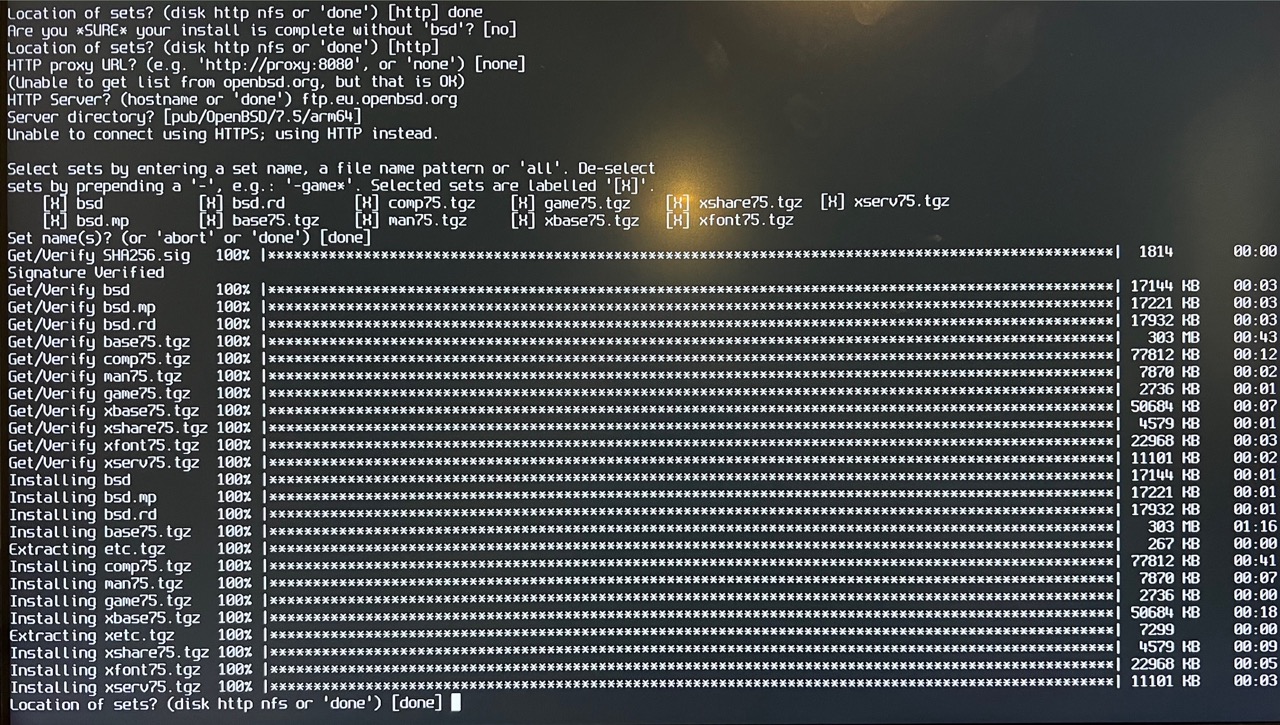 Location of sets? (disk http nfs or 'done') [http] done
Are you *SURE* your install is complete without 'bsd'? [no]
Location of sets? (disk http nfs or 'done') [http]
HTTP proxy URL? (e.g. 'http://proxy:8080', or 'none') [none]
(Unable to get list from openbsd.org, but that is OK)
HTTP Server? (hostname or 'done') ftp.eu.openbsd.org
Server directory? [pub/OpenBSD/7.5/arm64]
Unable to connect using HTTPS; using HTTP instead.

Select sets by entering a set name, a file name pattern or 'all'. De-select
sets by prepending a '-', e.g.: '-game*'. Selected sets are labelled '[X]'.
    [X] bsd           [X] bsd.rd        [X] comp75.tgz    [X] game75.tgz    [X] xshare75.tgz  [X] xserv75.tgz
    [X] bsd.mp        [X] base75.tgz    [X] man75.tgz     [X] xbase75.tgz   [X] xfont75.tgz
Set name(s)? (or 'abort' or 'done') [done]
Get/Verify SHA256.sig   100% |**************************************************************************************************| 1814       00:00
Signature Verified
Get/Verify bsd          100% |**************************************************************************************************| 17144 KB    00:03
Get/Verify bsd.mp       100% |**************************************************************************************************| 17221 KB    00:03
Get/Verify bsd.rd       100% |**************************************************************************************************| 17932 KB    00:03
Get/Verify base75.tgz   100% |**************************************************************************************************| 303 MB    00:43
Get/Verify comp75.tgz   100% |**************************************************************************************************| 77812 KB    00:12
Get/Verify man75.tgz    100% |**************************************************************************************************| 7870 KB    00:02
Get/Verify game75.tgz   100% |**************************************************************************************************| 2736 KB    00:01
Get/Verify xbase75.tgz  100% |**************************************************************************************************| 50684 KB    00:07
Get/Verify xshare75.tgz 100% |**************************************************************************************************| 4579 KB    00:01
Get/Verify xfont75.tgz  100% |**************************************************************************************************| 22968 KB    00:03
Get/Verify xserv75.tgz  100% |**************************************************************************************************| 11101 KB    00:02
Installing bsd          100% |**************************************************************************************************| 17144 KB    00:01
Installing bsd.mp       100% |**************************************************************************************************| 17221 KB    00:01
Installing bsd.rd       100% |**************************************************************************************************| 17932 KB    00:01
Installing base75.tgz   100% |**************************************************************************************************| 303 MB    01:16
Extracting etc.tgz      100% |**************************************************************************************************| 267 KB    00:00
Installing comp75.tgz   100% |**************************************************************************************************| 77812 KB    00:41
Installing man75.tgz    100% |**************************************************************************************************| 7870 KB    00:07
Installing game75.tgz   100% |**************************************************************************************************| 2736 KB    00:00
Installing xbase75.tgz  100% |**************************************************************************************************| 50684 KB    00:18
Extracting xetc.tgz     100% |**************************************************************************************************| 7299       00:00
Installing xshare75.tgz 100% |**************************************************************************************************| 4579 KB    00:09
Installing xfont75.tgz  100% |**************************************************************************************************| 22968 KB    00:05
Installing xserv75.tgz  100% |**************************************************************************************************| 11101 KB    00:03
Location of sets? (disk http nfs or 'done') [done]